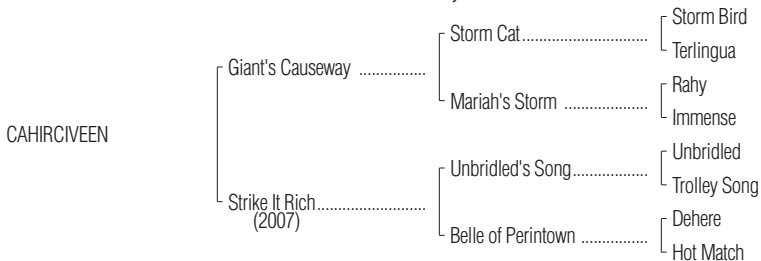 Storm Bird
Storm Cat..............................
Terlingua
Giant's Causeway ................
Rahy
Mariah's Storm ....................
Immense
CAHIRCIVEEN
Unbridled
Unbridled's Song...................
Trolley Song
Strike It Rich..........................
(2007)
Dehere
Belle of Perintown ................
Hot Match